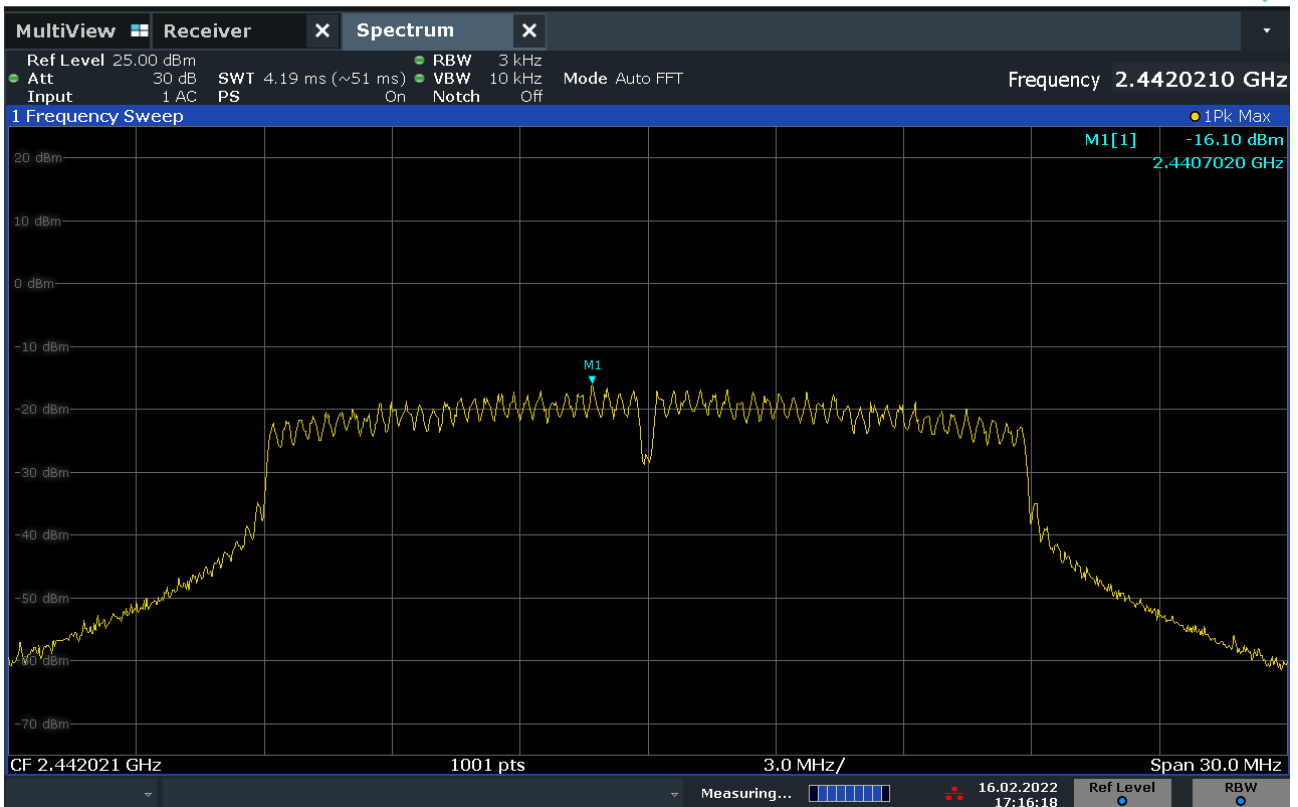 MultiView Receiver X Spectrum X
Ref Level 25.00 dBm RBW 3 kHz
Att 30 dB SWT 4.19 ms (~51 ms) VBW 10 kHz Mode Auto FFT Frequency 2.4420210 GHz
Input 1 AC PS On Notch Off
1 Frequency Sweep 1Pk Max
M1[1] -16.10 dBm
2.4407020 GHz
20 dBm
10 dBm
0 dBm
-10 dBm
M1
-20 dBm
-30 dBm
-40 dBm
-50 dBm
-60 dBm
-70 dBm
CF 2.442021 GHz 1001 pts 3.0 MHz/ Span 30.0 MHz
Measuring... 16.02.2022 Ref Level RBW
17:16:18